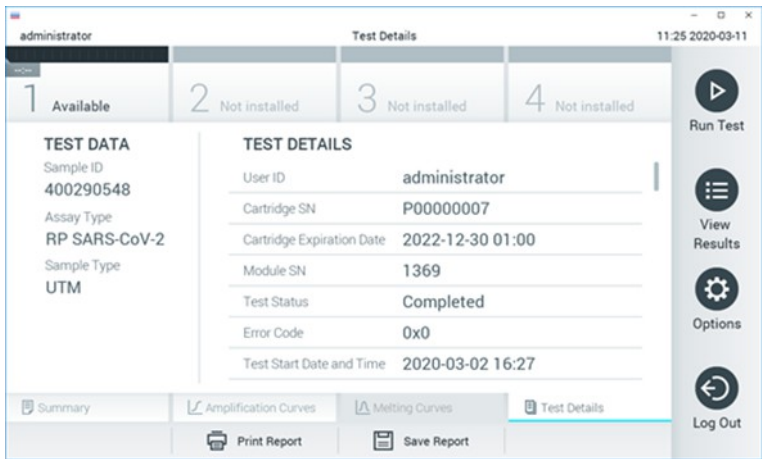 administrator
Test Details
11:25 2020-03-11
1 Available
2 Not installed
3 Not installed
4 Not installed
Run Test
View
Results
Options
Log Out
TEST DATA
Sample ID
400290548
Assay Type
RP SARS-CoV-2
Sample Type
UTM
TEST DETAILS
User ID administrator
Cartridge SN P00000007
Cartridge Expiration Date 2022-12-30 01:00
Module SN 1369
Test Status Completed
Error Code 0x0
Test Start Date and Time 2020-03-02 16:27
Summary
Amplification Curves
Melting Curves
Test Details
Print Report
Save Report